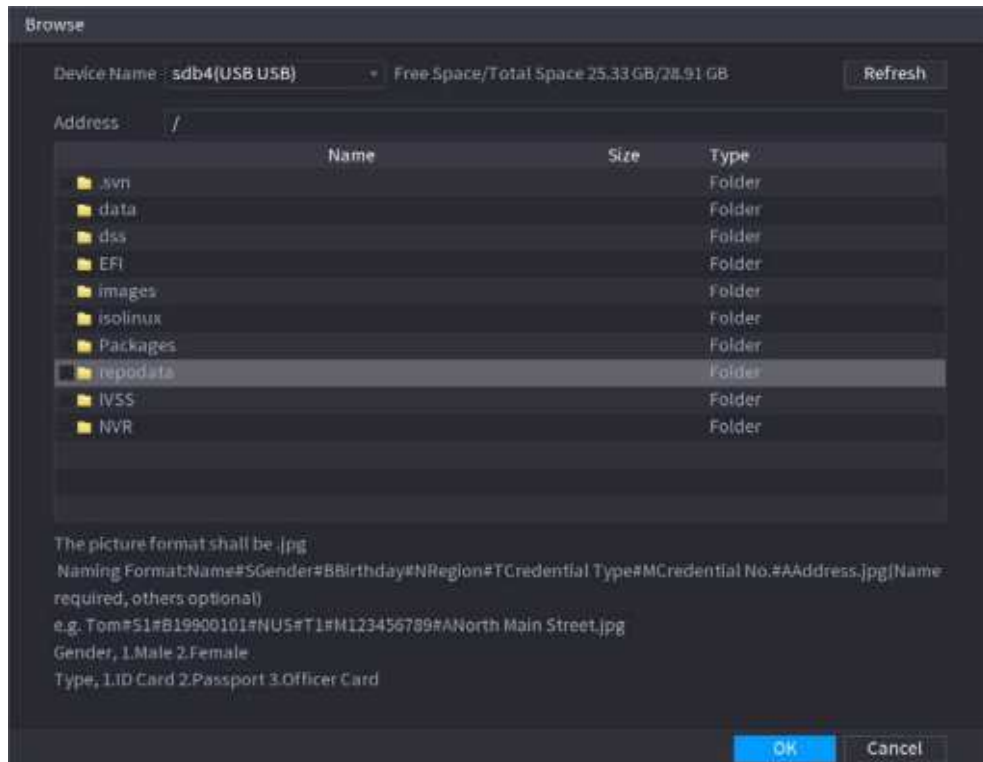 Browse
Device Name sdb4(USB USB) Free Space/Total Space 25.33 GB/28.91 GB Refresh
Address /
Name Size Type
.svn Folder
data Folder
dss Folder
EFI Folder
images Folder
isolinux Folder
Packages Folder
repodata Folder
IVSS Folder
NVR Folder
The picture format shall be .jpg
Naming Format:Name#SGender#BBirthday#NRegion#TCredential Type#MCredential No.#AAddress.jpg(Name
required, others optional)
e.g. Tom#S1#B19900101#NUS#T1#M123456789#ANorth Main Street.jpg
Gender, 1.Male 2.Female
Type, 1.ID Card 2.Passport 3.Officer Card
OK Cancel